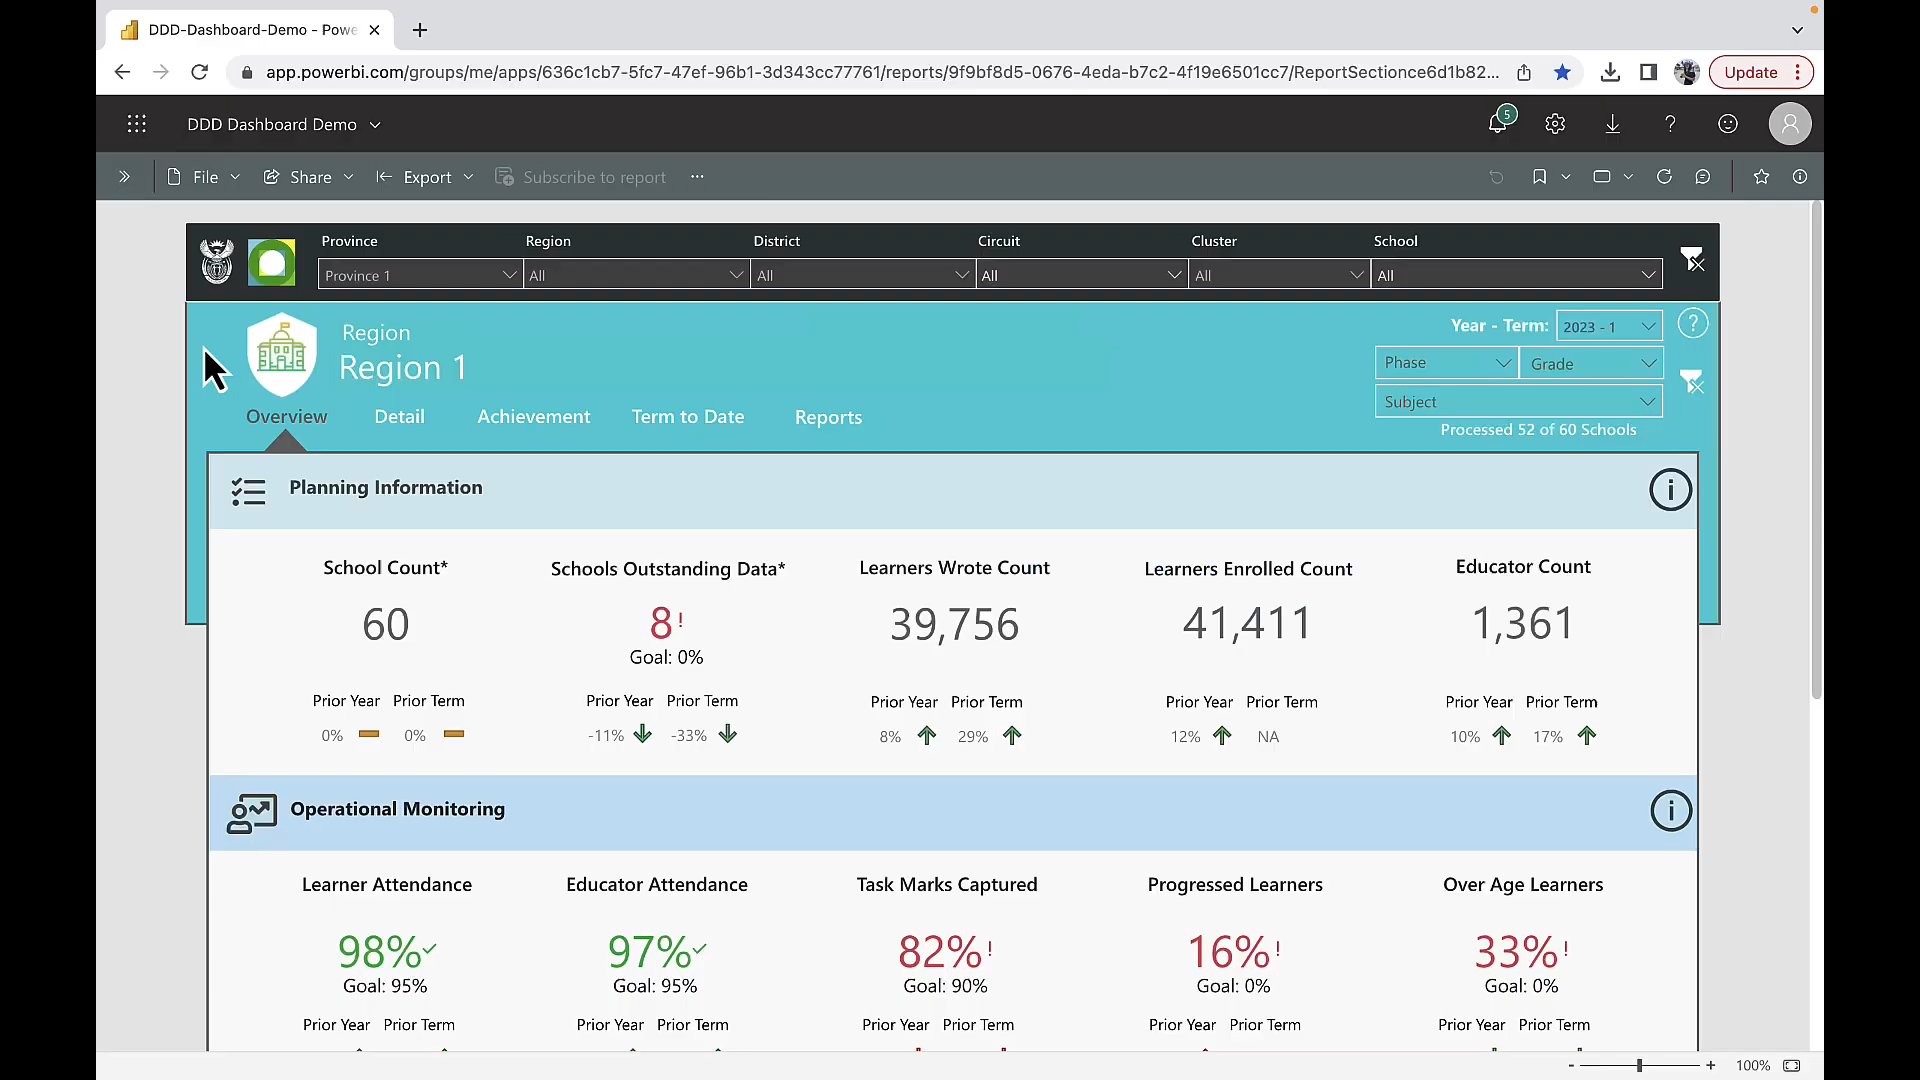 DDD-Dashboard-Demo - Powe
app.powerbi.com/groups/me/apps/636c1cb7-5fc7-47ef-96b1-3d343cc77761/reports/9f9bf8d5-0676-4eda-b7c2-4f19e6501cc7/ReportSectionce6d1b82...
Update
DDD Dashboard Demo
5
File
Share
Export
Subscribe to report
Province
Region
District
Circuit
Cluster
School
Province 1
All
All
All
All
All
Region
Region 1
Year - Term:
2023 - 1
Phase
Grade
Subject
Processed 52 of 60 Schools
Overview
Detail
Achievement
Term to Date
Reports
Planning Information
School Count*
Schools Outstanding Data*
Learners Wrote Count
Learners Enrolled Count
Educator Count
60
8!
39,756
41,411
1,361
Goal: 0%
Prior Year Prior Term
Prior Year Prior Term
Prior Year Prior Term
Prior Year Prior Term
Prior Year Prior Term
0% 0%
-11% -33%
8% 29%
12% NA
10% 17%
Operational Monitoring
Learner Attendance
Educator Attendance
Task Marks Captured
Progressed Learners
Over Age Learners
98%
97%
82%!
16%!
33%!
Goal: 95%
Goal: 95%
Goal: 90%
Goal: 0%
Goal: 0%
Prior Year Prior Term
Prior Year Prior Term
Prior Year Prior Term
Prior Year Prior Term
Prior Year Prior Term
- + 100%